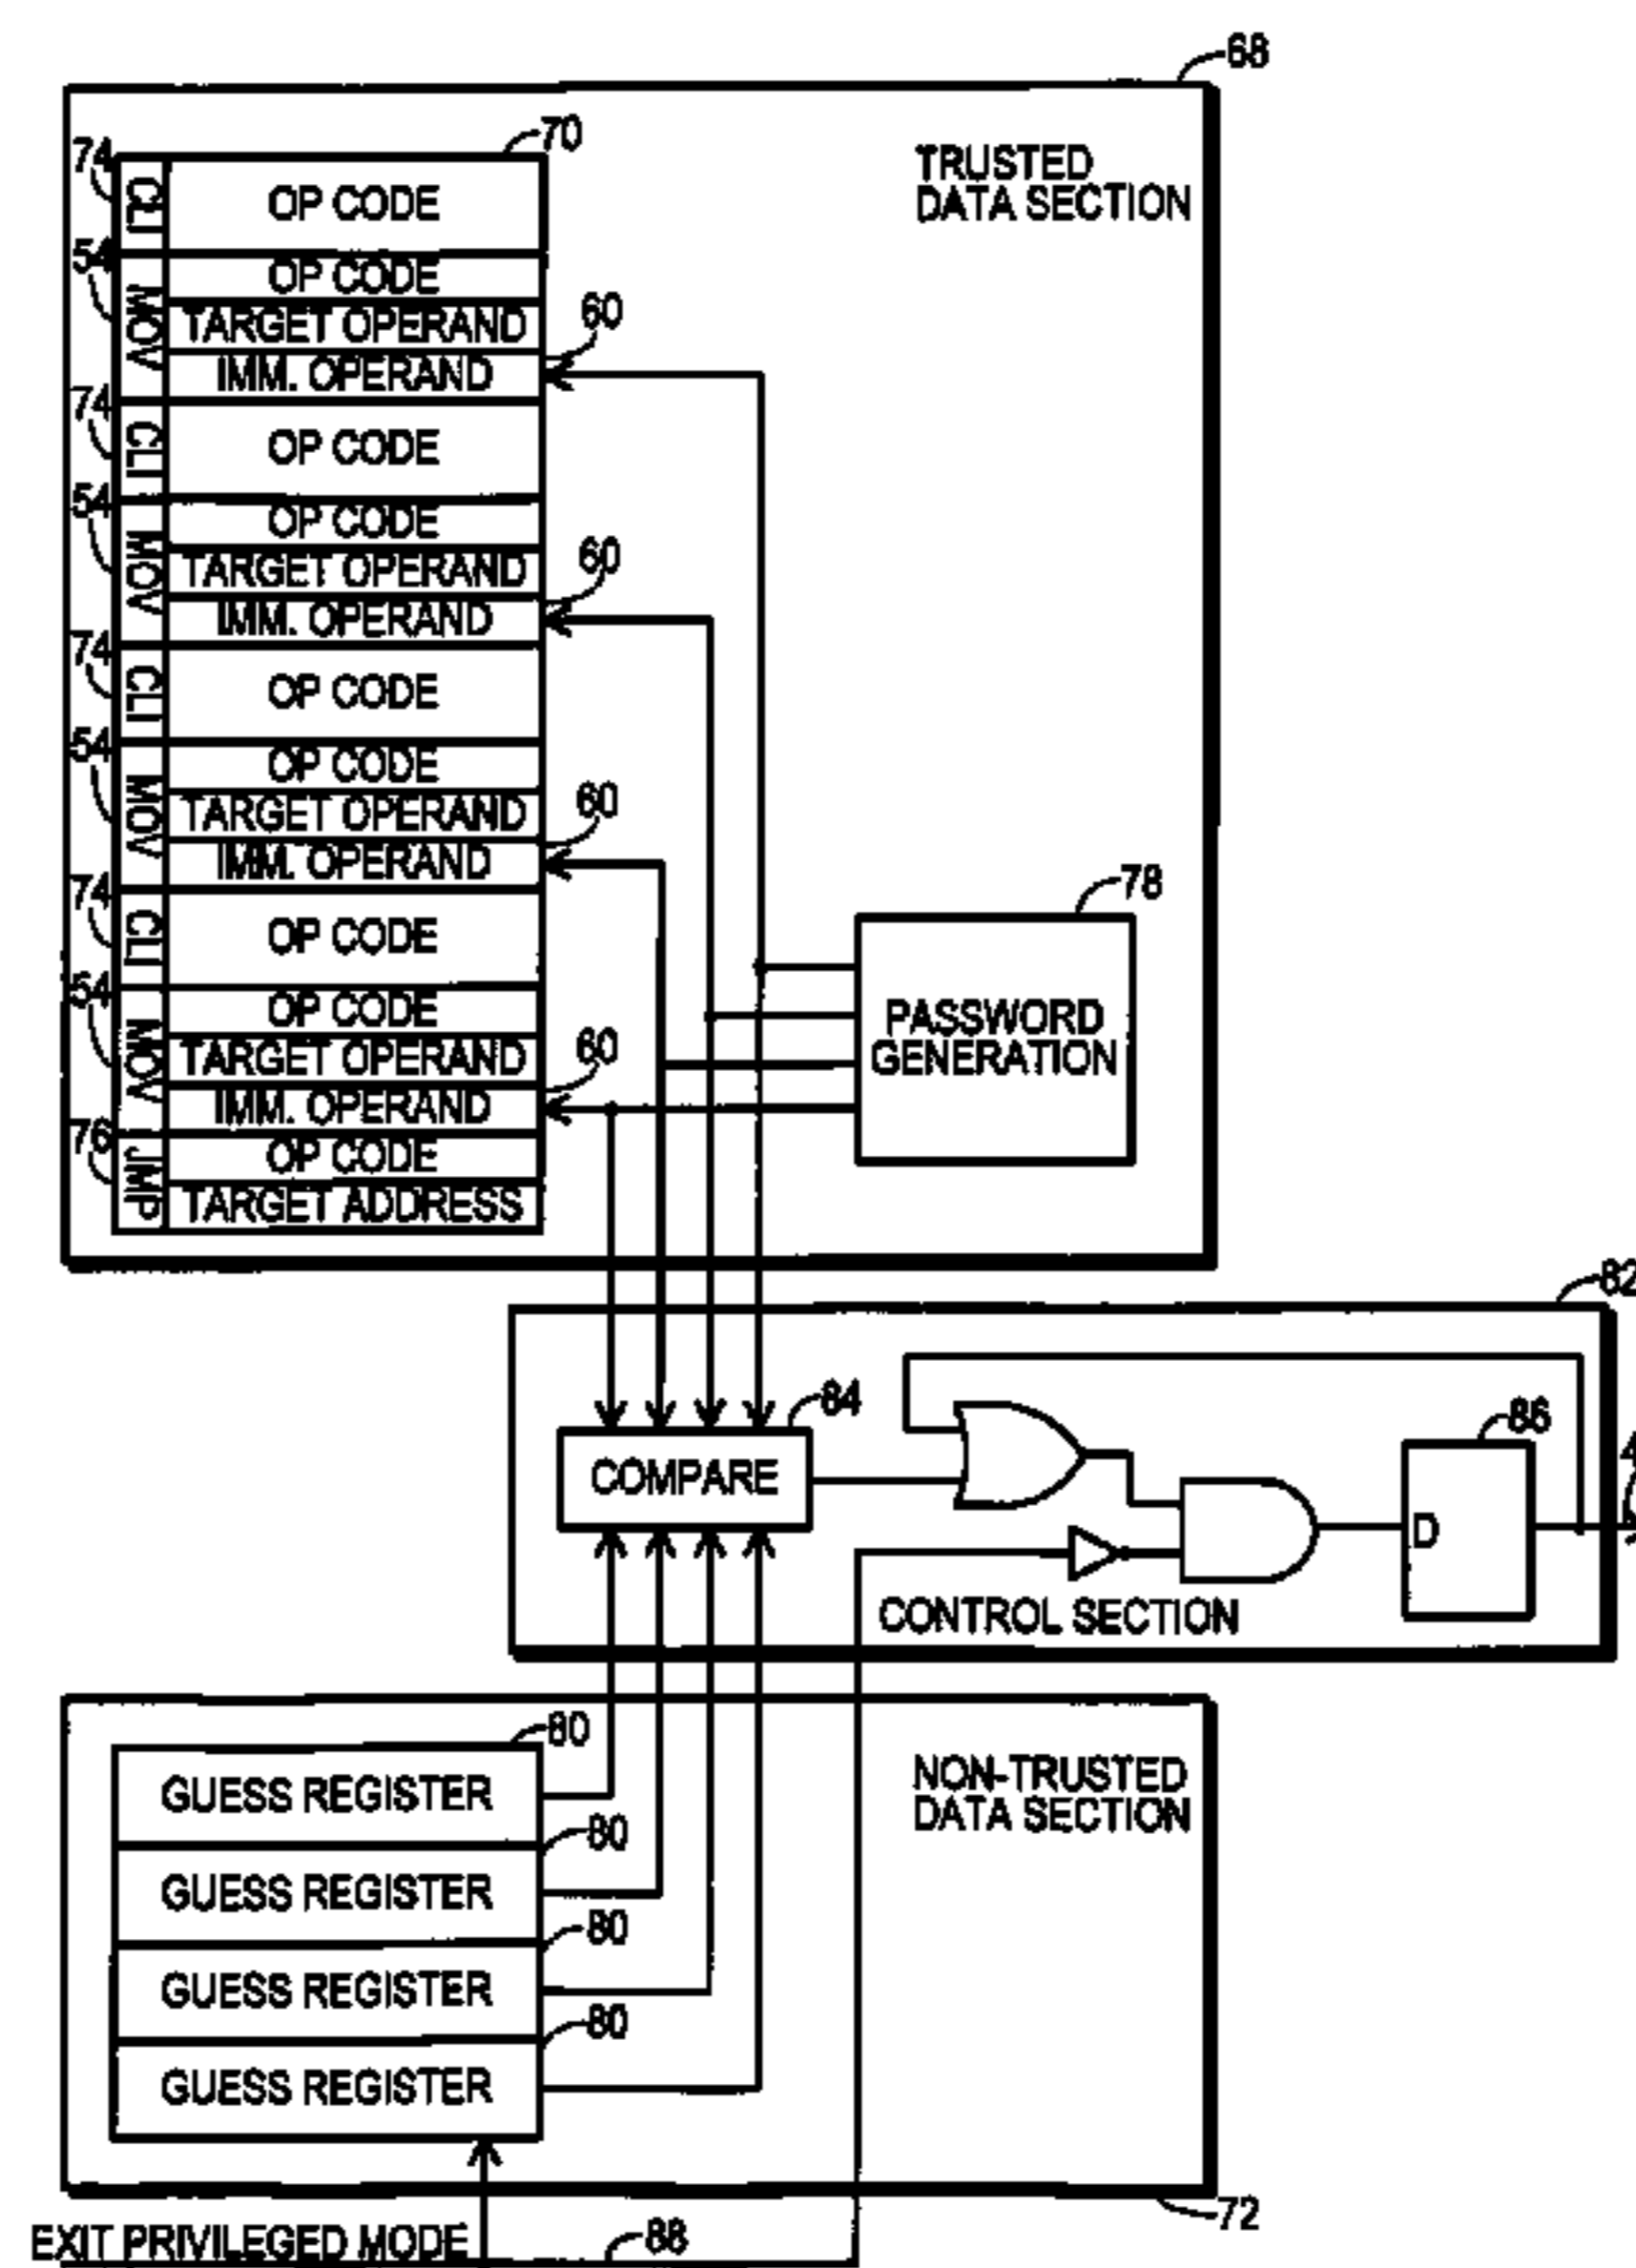 68
70
TRUSTED
DATA SECTION
74
CLI
OP CODE
54
MOV
OP CODE
TARGET OPERAND
IMM. OPERAND
60
74
CLI
OP CODE
54
MOV
OP CODE
TARGET OPERAND
IMM. OPERAND
60
74
CLI
OP CODE
54
MOV
OP CODE
TARGET OPERAND
IMM. OPERAND
60
74
CLI
OP CODE
54
MOV
OP CODE
TARGET OPERAND
IMM. OPERAND
60
76
JMP
OP CODE
TARGET ADDRESS
78
PASSWORD
GENERATION
82
84
COMPARE
86
D
CONTROL SECTION
80
GUESS REGISTER
80
GUESS REGISTER
80
GUESS REGISTER
80
GUESS REGISTER
NON-TRUSTED
DATA SECTION
72
EXIT PRIVILEGED MODE
88